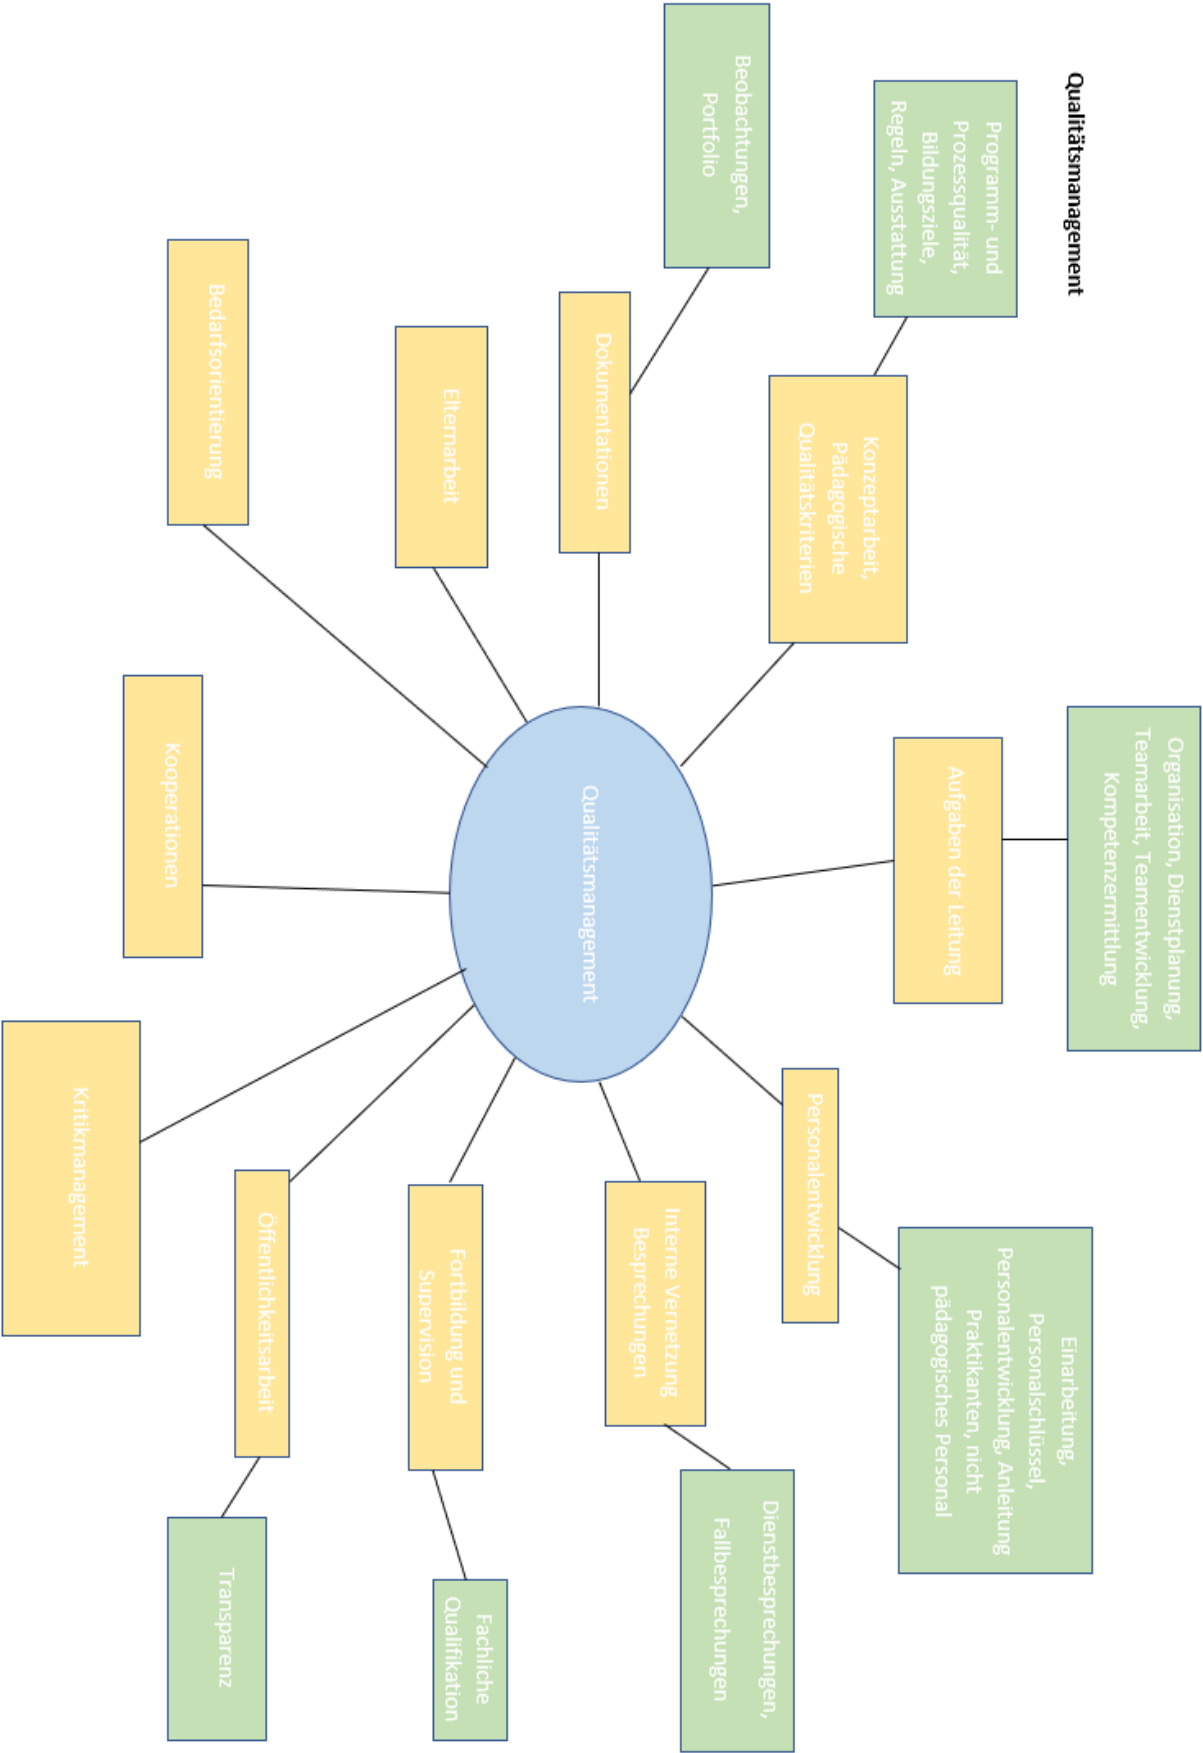 Qualitätsmanagement
Organisation, Dienstplanung,
Teamarbeit, Teamentwicklung,
Kompetenzermittlung
Programm- und
Prozessqualität,
Bildungsziele,
Regeln, Ausstattung
Aufgaben der Leitung
Einarbeitung,
Personalschlüssel,
Personalentwicklung, Anleitung
Praktikanten, nicht
pädagogisches Personal
Konzeptarbeit,
pädagogische
Qualitätskriterien
Personalentwicklung
Beobachtungen,
Portfolio
Dokumentationen
Interne Vernetzung
Besprechungen
Dienstbesprechungen,
Fallbesprechungen
Qualitätsmanagement
Elternarbeit
Fortbildung und
Supervision
Fachliche
Qualifikation
Bedarfsorientierung
Öffentlichkeitsarbeit
Transparenz
Kooperationen
Kritikmanagement